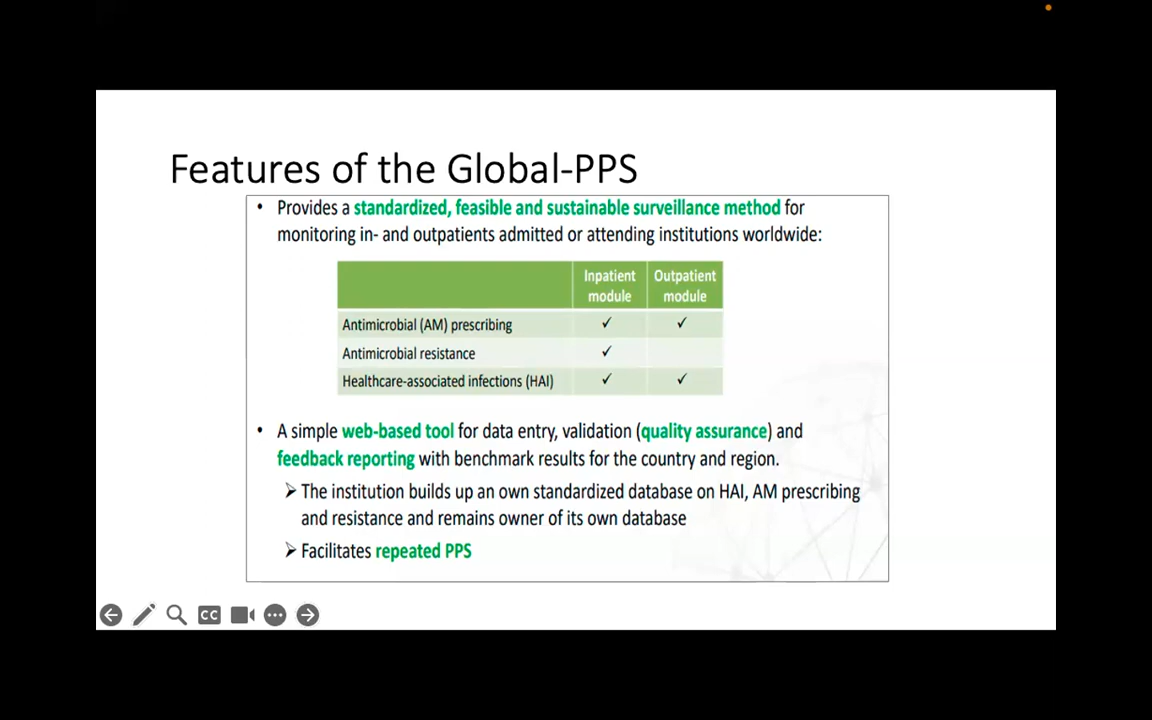 Features of the Global-PPS
• Provides a standardized, feasible and sustainable surveillance method for
monitoring in- and outpatients admitted or attending institutions worldwide:
Inpatient module Outpatient module
Antimicrobial (AM) prescribing ✓ ✓
Antimicrobial resistance ✓
Healthcare-associated infections (HAI) ✓ ✓
• A simple web-based tool for data entry, validation (quality assurance) and
feedback reporting with benchmark results for the country and region.
➢ The institution builds up an own standardized database on HAI, AM prescribing
and resistance and remains owner of its own database
➢ Facilitates repeated PPS
CC